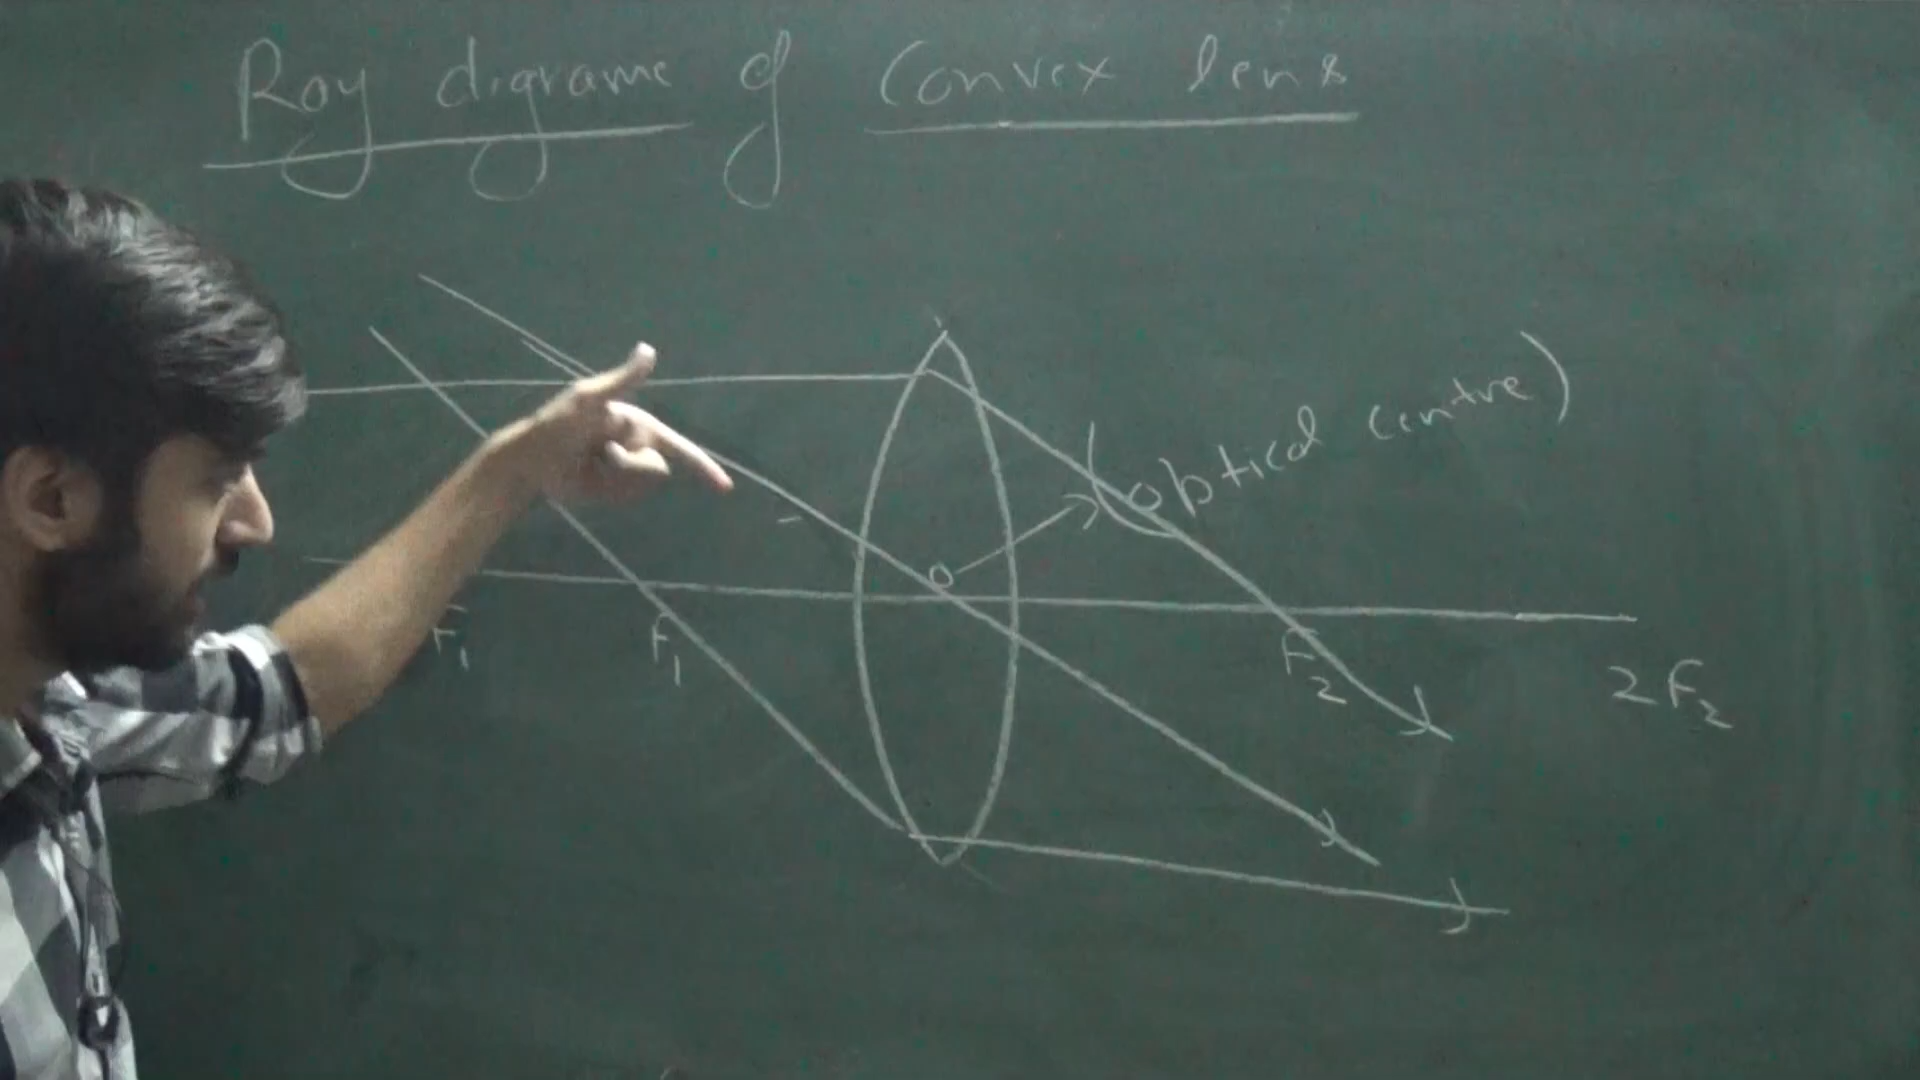 Ray digrame of Convex lens
(optical centre)
O
F1
F1
F2
2F2